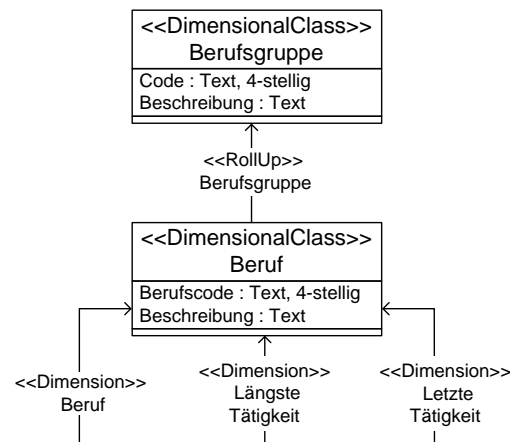 <<DimensionalClass>>
Berufsgruppe
Code : Text, 4-stellig
Beschreibung : Text
<<RollUp>>
Berufsgruppe
<<DimensionalClass>>
Beruf
Berufscode : Text, 4-stellig
Beschreibung : Text
<<Dimension>>
Beruf
<<Dimension>>
Längste
Tätigkeit
<<Dimension>>
Letzte
Tätigkeit